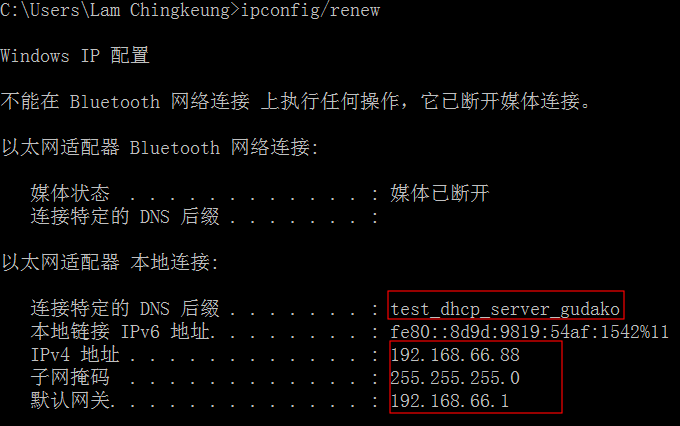 C:\Users\Lam Chingkeung>ipconfig/renew
Windows IP 配置
不能在 Bluetooth 网络连接 上执行任何操作，它已断开媒体连接。
以太网适配器 Bluetooth 网络连接:
媒体状态 . . . . . . . . . . . . : 媒体已断开
连接特定的 DNS 后缀 . . . . . . . :
以太网适配器 本地连接:
连接特定的 DNS 后缀 . . . . . . . : test_dhcp_server_gudako
本地链接 IPv6 地址. . . . . . . . : fe80::8d9d:9819:54af:1542%11
IPv4 地址 . . . . . . . . . . . . : 192.168.66.88
子网掩码 . . . . . . . . . . . . : 255.255.255.0
默认网关. . . . . . . . . . . . . : 192.168.66.1